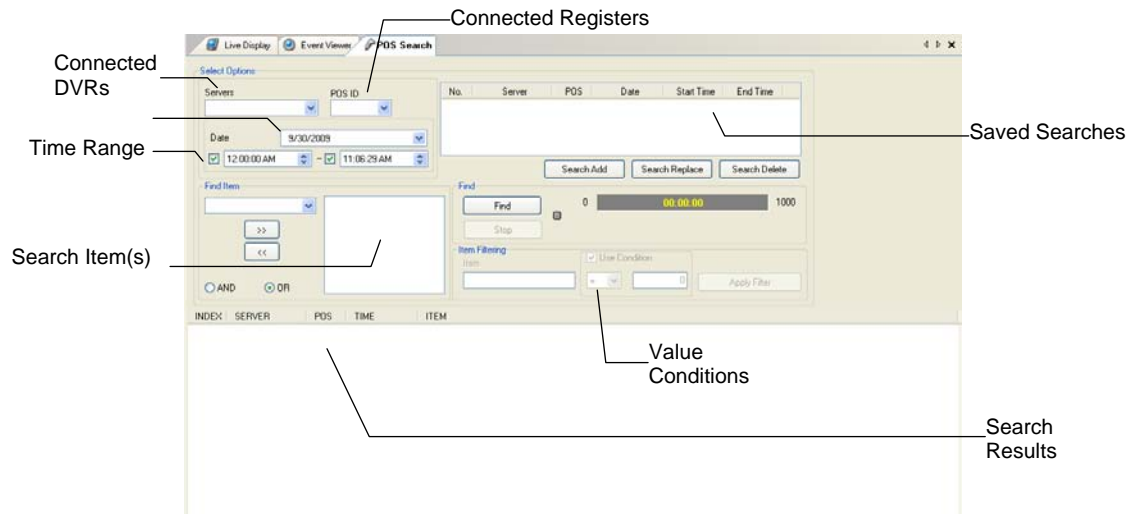 Connected Registers
Live Display Event Viewer POS Search
Connected
DVRs
Select Options
Servers POS ID
No. Server POS Date Start Time End Time
Saved Searches
Date 9/30/2009
Time Range
12:00:00 AM - 11:06:29 AM
Search Add Search Replace Search Delete
Find Item
Find
Find 0 00:00:00 1000
>>
Stop
<<
Search Item(s)
Item Filtering
Item Use Condition
= 0 Apply Filter
AND OR
INDEX SERVER POS TIME ITEM
Value
Conditions
Search
Results